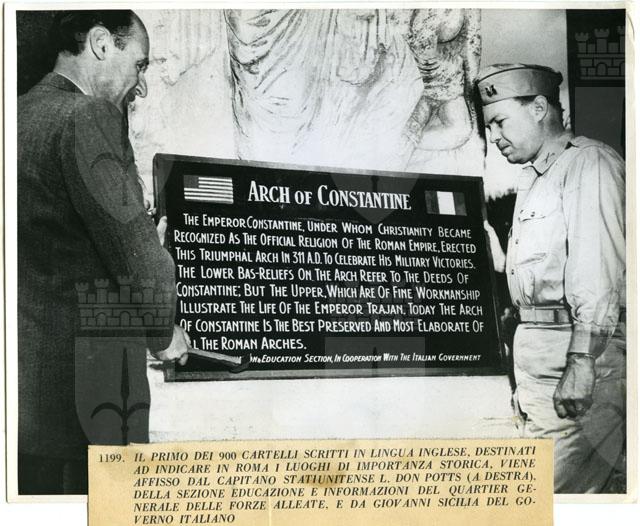 ARCH OF CONSTANTINE
THE EMPEROR CONSTANTINE, UNDER WHOM CHRISTIANITY BECAME
RECOGNIZED AS THE OFFICIAL RELIGION OF THE ROMAN EMPIRE, ERECTED
THIS TRIUMPHAL ARCH IN 311 A.D. TO CELEBRATE HIS MILITARY VICTORIES.
THE LOWER BAS-RELIEFS ON THE ARCH REFER TO THE DEEDS OF
CONSTANTINE; BUT THE UPPER, WHICH ARE OF FINE WORKMANSHIP
ILLUSTRATE THE LIFE OF THE EMPEROR TRAJAN. TODAY THE ARCH
OF CONSTANTINE IS THE BEST PRESERVED AND MOST ELABORATE OF
THE ROMAN ARCHES.
& EDUCATION SECTION, IN COOPERATION WITH THE ITALIAN GOVERNMENT
1199. IL PRIMO DEI 900 CARTELLI SCRITTI IN LINGUA INGLESE, DESTINATI
AD INDICARE IN ROMA I LUOGHI DI IMPORTANZA STORICA, VIENE
AFFISSO DAL CAPITANO STATIUNITENSE L. DON POTTS (A DESTRA),
DELLA SEZIONE EDUCAZIONE E INFORMAZIONI DEL QUARTIER GE-
NERALE DELLE FORZE ALLEATE, E DA GIOVANNI SICILIA DEL GO-
VERNO ITALIANO